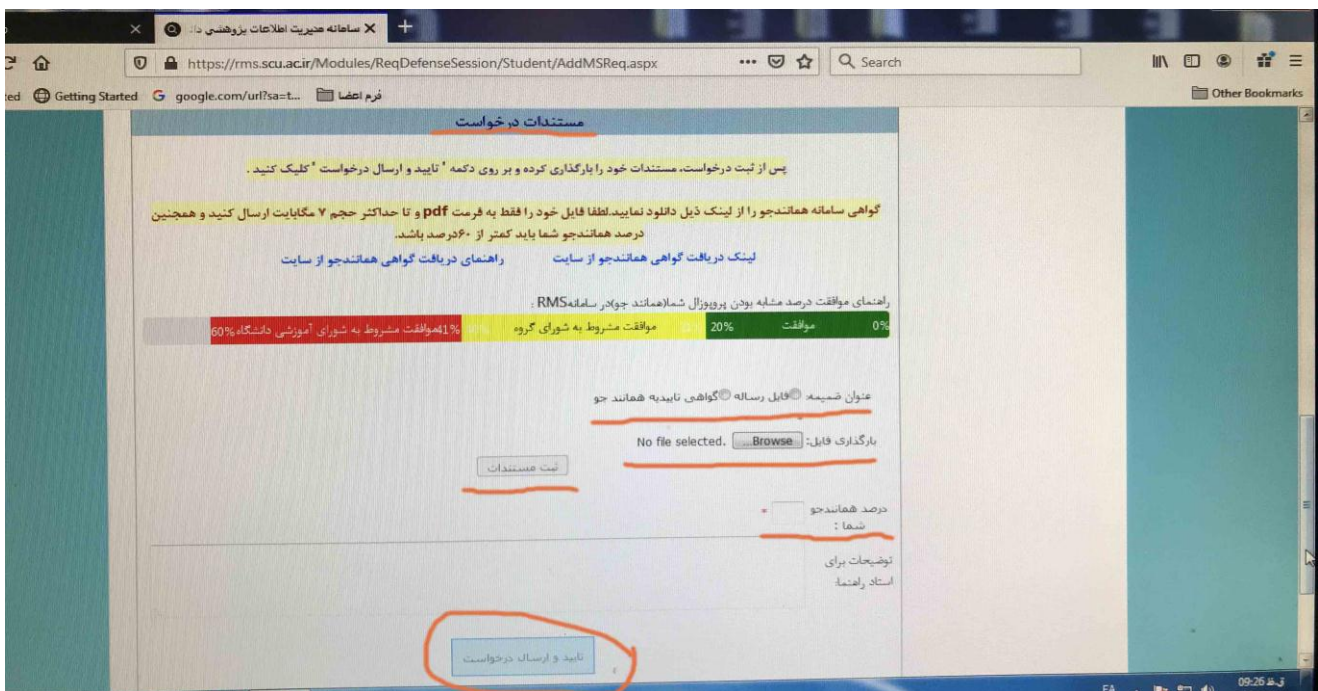 سامانه مدیریت اطلاعات پژوهشی دا
https://rms.scu.ac.ir/Modules/ReqDefenseSession/Student/AddMSReq.aspx
Search
Getting Started
google.com/url?sa=t...
فرم اعضا
Other Bookmarks
مستندات درخواست
پس از ثبت درخواست، مستندات خود را بارگذاری کرده و بر روی دکمه " تایید و ارسال درخواست " کلیک کنید .
گواهی سامانه همانندجو را از لینک ذیل دانلود نمایید.لطفا فایل خود را فقط به فرمت pdf و تا حداکثر حجم ۷ مگابایت ارسال کنید و همچنین
درصد همانندجو شما باید کمتر از ۶۰درصد باشد.
لینک دریافت گواهی همانندجو از سایت راهنمای دریافت گواهی همانندجو از سایت
راهنمای موافقت درصد مشابه بودن پروپوزال شما(همانند جو)در سامانهRMS :
0% موافقت 20% موافقت مشروط به شورای گروه 41%موافقت مشروط به شورای آموزشی دانشگاه 60%
عنوان ضمیمه: فایل رساله گواهی تاییدیه همانند جو
بارگذاری فایل: Browse... No file selected.
ثبت مستندات
درصد همانندجو
شما : *
توضیحات برای
استاد راهنما:
تایید و ارسال درخواست
FA
09:26 ق.ظ